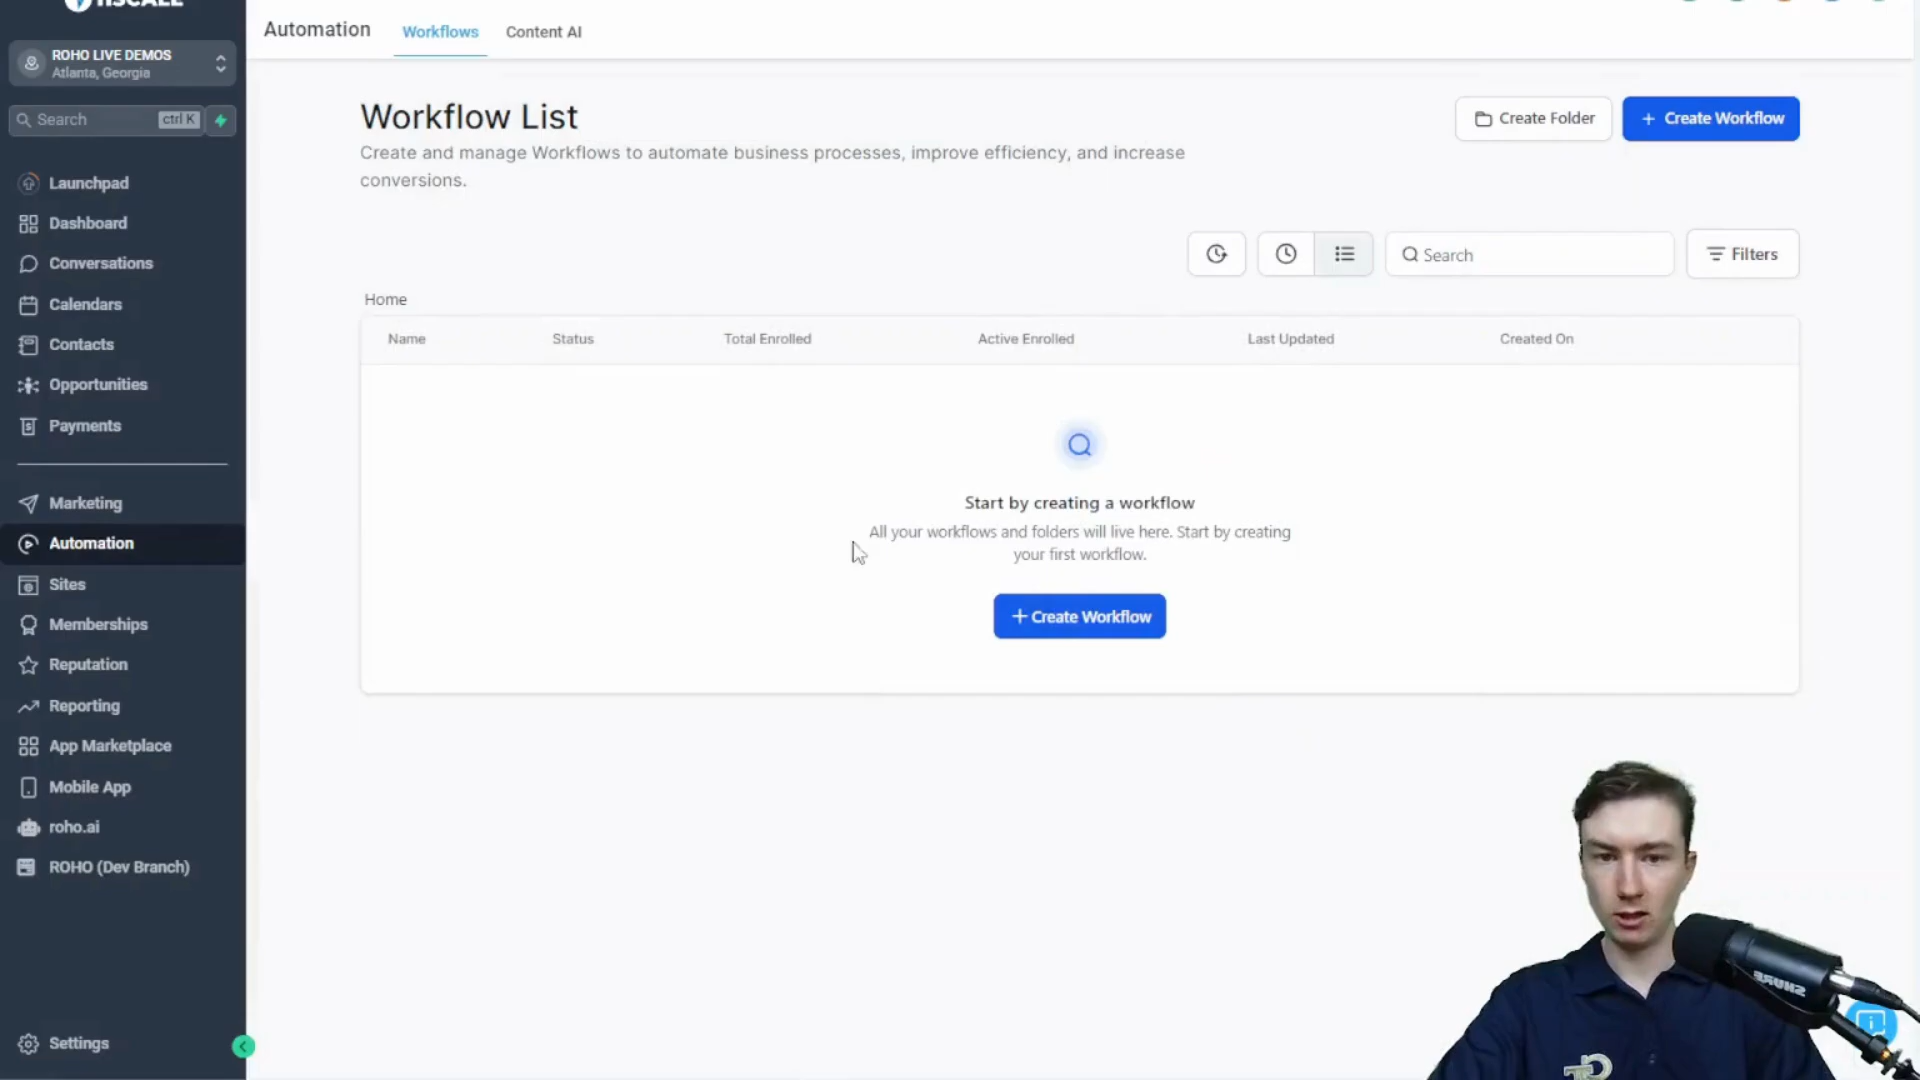 ROHO LIVE DEMOS
Atlanta, Georgia
Search
ctrl K
Launchpad
Dashboard
Conversations
Calendars
Contacts
Opportunities
Payments
Marketing
Automation
Sites
Memberships
Reputation
Reporting
App Marketplace
Mobile App
roho.ai
ROHO (Dev Branch)
Settings
Automation
Workflows
Content AI
Workflow List
Create and manage Workflows to automate business processes, improve efficiency, and increase
conversions.
Create Folder
+ Create Workflow
Search
Filters
Home
Name
Status
Total Enrolled
Active Enrolled
Last Updated
Created On
Start by creating a workflow
All your workflows and folders will live here. Start by creating
your first workflow.
+ Create Workflow
SHURE